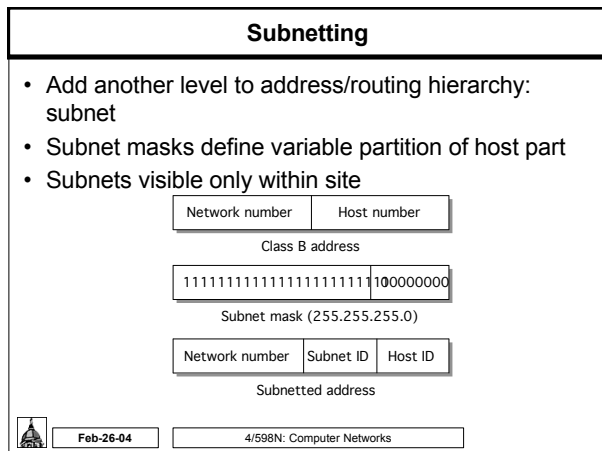 Subnetting
• Add another level to address/routing hierarchy:
subnet
• Subnet masks define variable partition of host part
• Subnets visible only within site
Network number Host number
Class B address
111111111111111111111111 00000000
Subnet mask (255.255.255.0)
Network number Subnet ID Host ID
Subnetted address
Feb-26-04 4/598N: Computer Networks